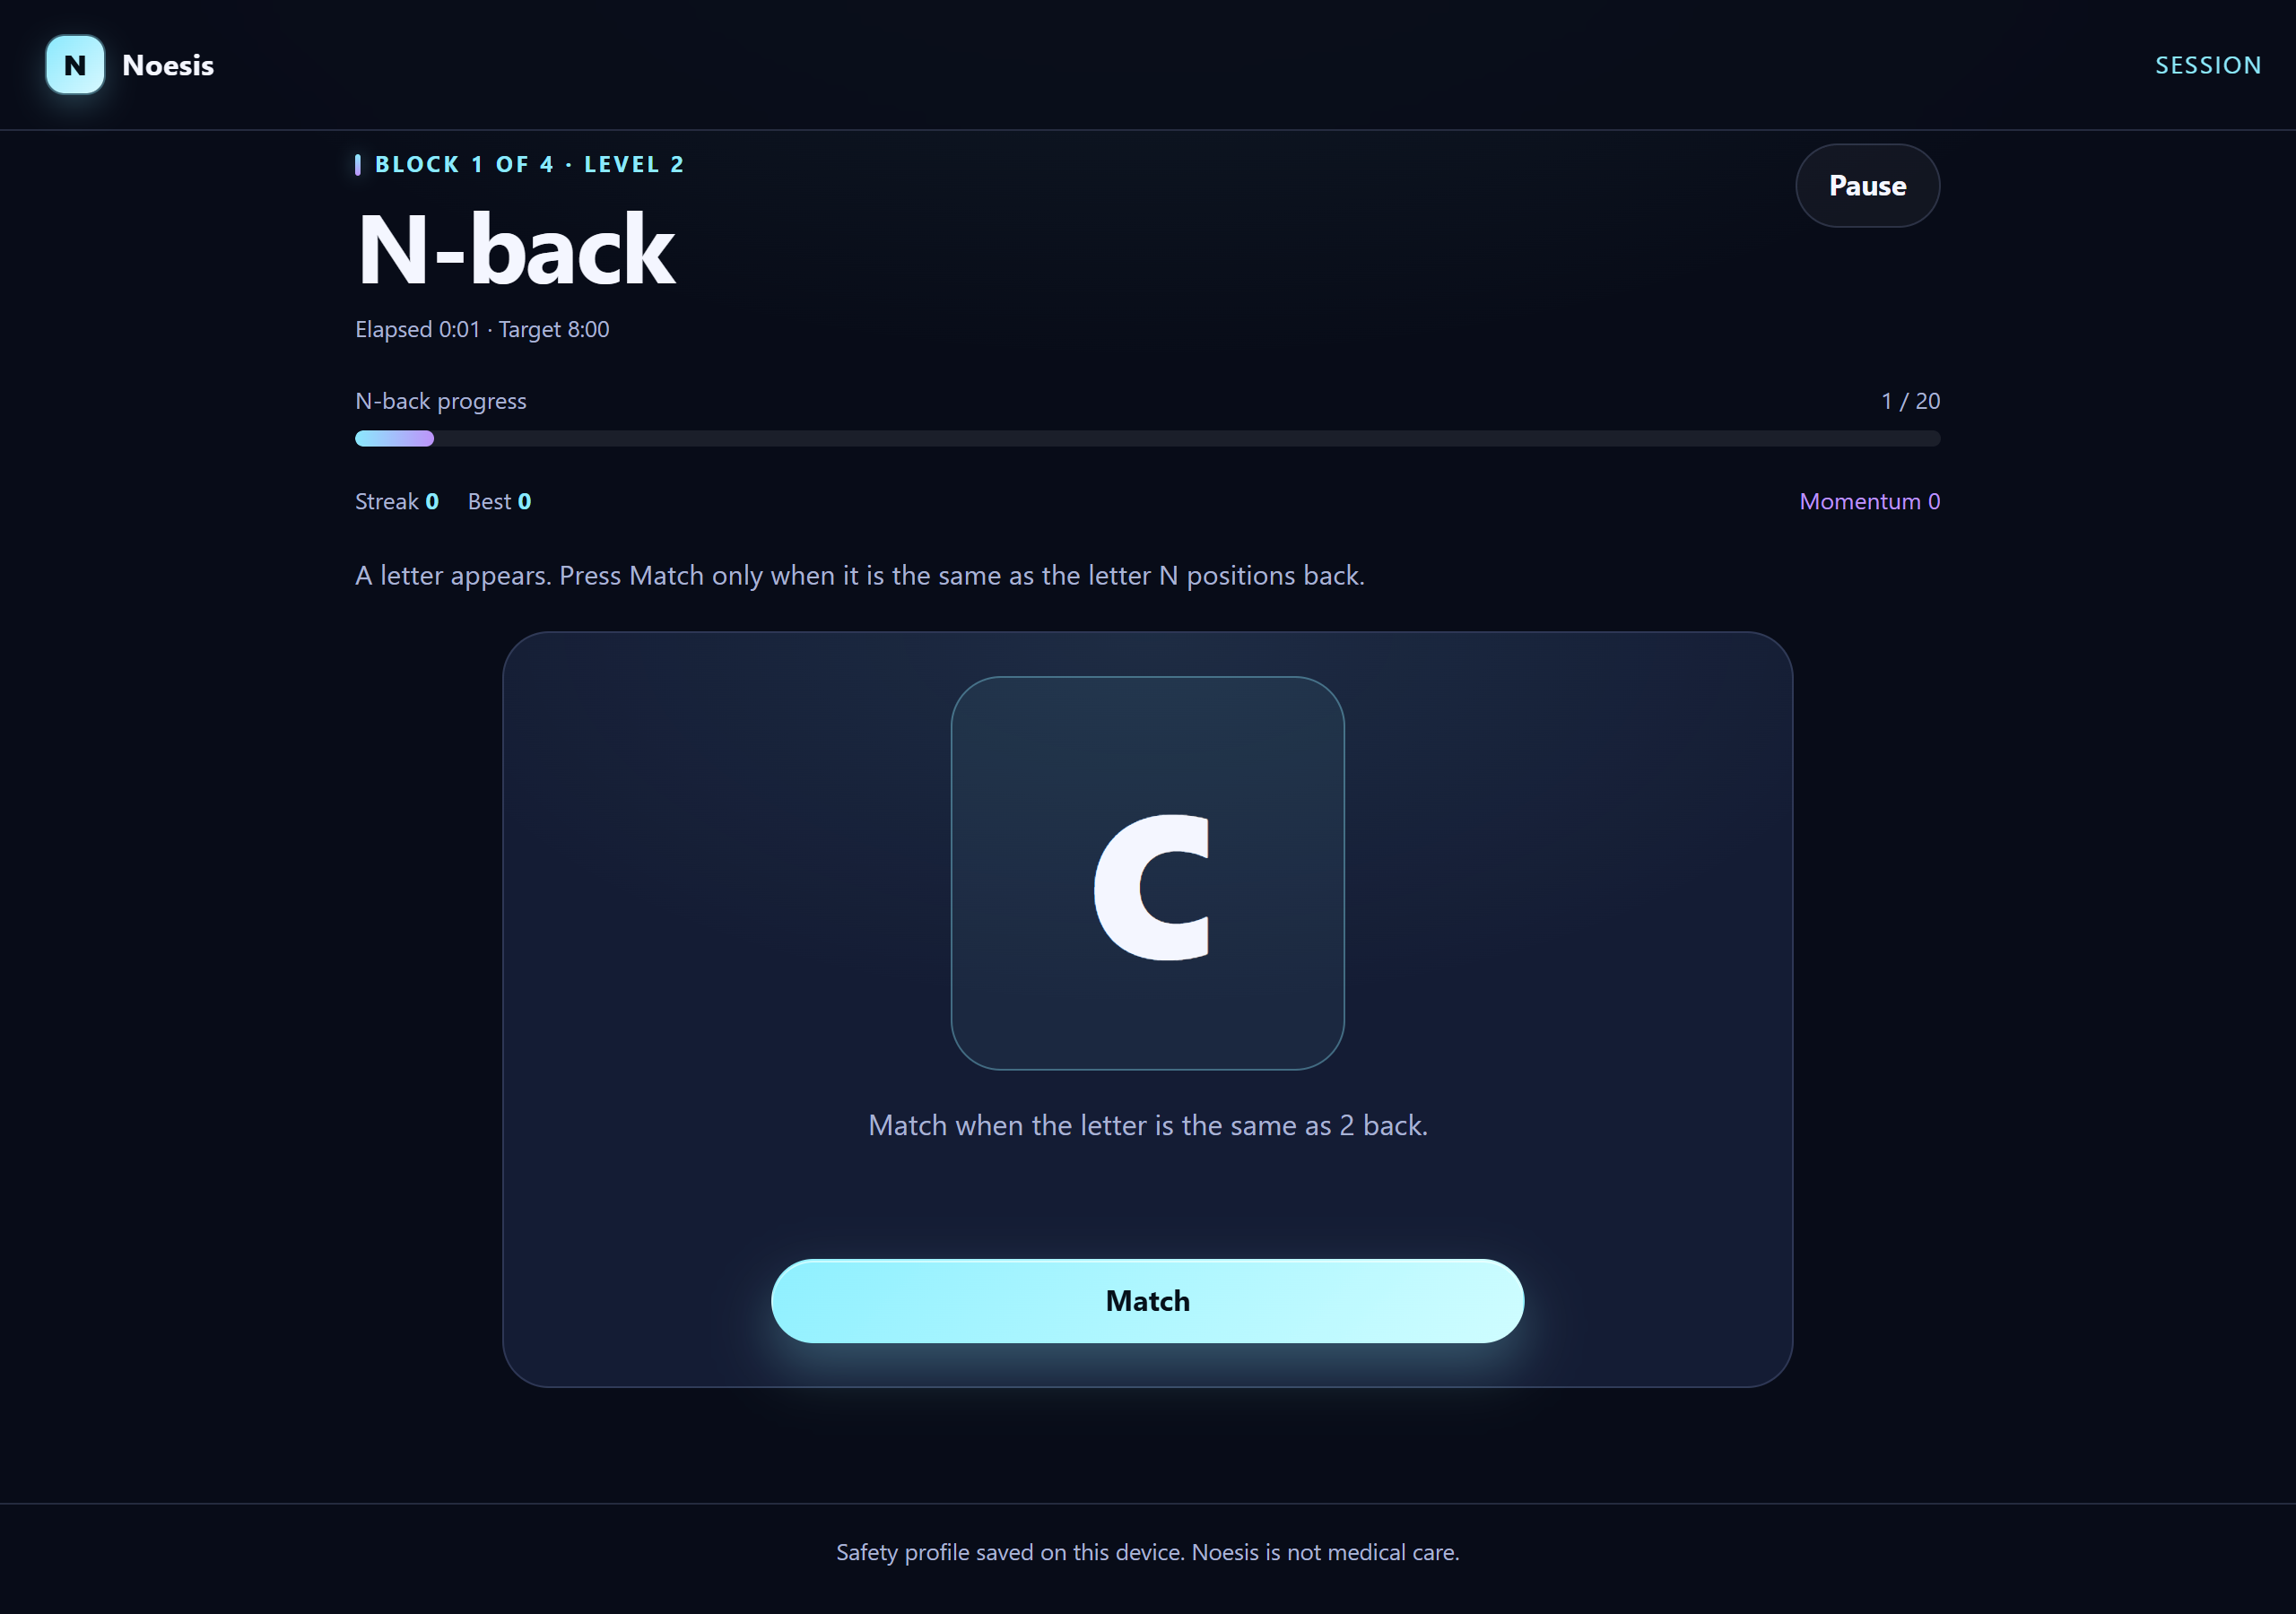 N Noesis SESSION
BLOCK 1 OF 4 · LEVEL 2
Pause
N-back
Elapsed 0:01 · Target 8:00
N-back progress 1 / 20
Streak 0 Best 0 Momentum 0
A letter appears. Press Match only when it is the same as the letter N positions back.
C
Match when the letter is the same as 2 back.
Match
Safety profile saved on this device. Noesis is not medical care.